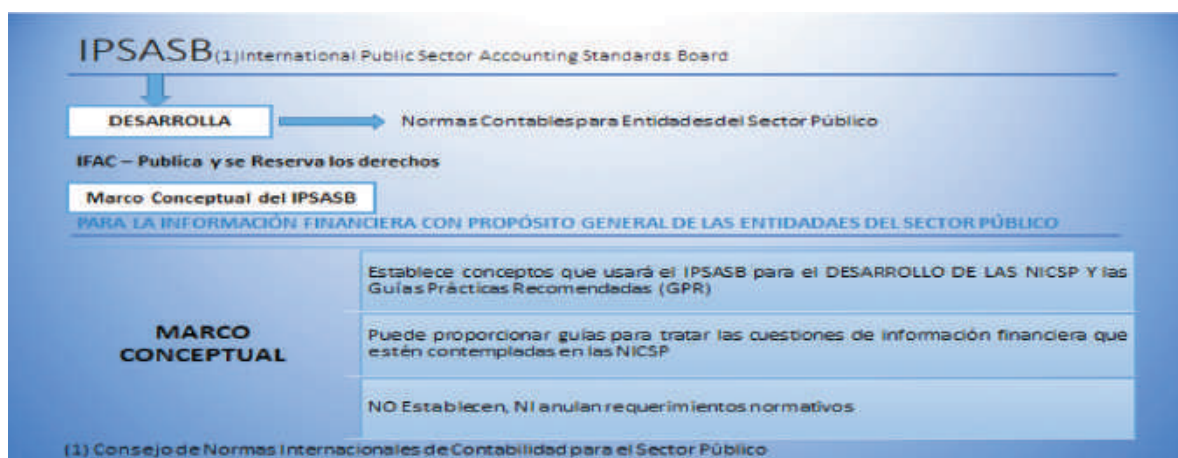 IPSASB(1)International Public Sector Accounting Standards Board
DESARROLLA
Normas Contables para Entidades del Sector Público
IFAC – Publica y se Reserva los derechos
Marco Conceptual del IPSASB
PARA LA INFORMACIÓN FINANCIERA CON PROPÓSITO GENERAL DE LAS ENTIDADAES DEL SECTOR PÚBLICO
Establece conceptos que usará el IPSASB para el DESARROLLO DE LAS NICSP Y las
Guías Prácticas Recomendadas (GPR)
MARCO
CONCEPTUAL
Puede proporcionar guías para tratar las cuestiones de información financiera que
estén contempladas en las NICSP
NO Establecen, NI anulan requerimientos normativos
(1) Consejo de Normas Internacionales de Contabilidad para el Sector Público